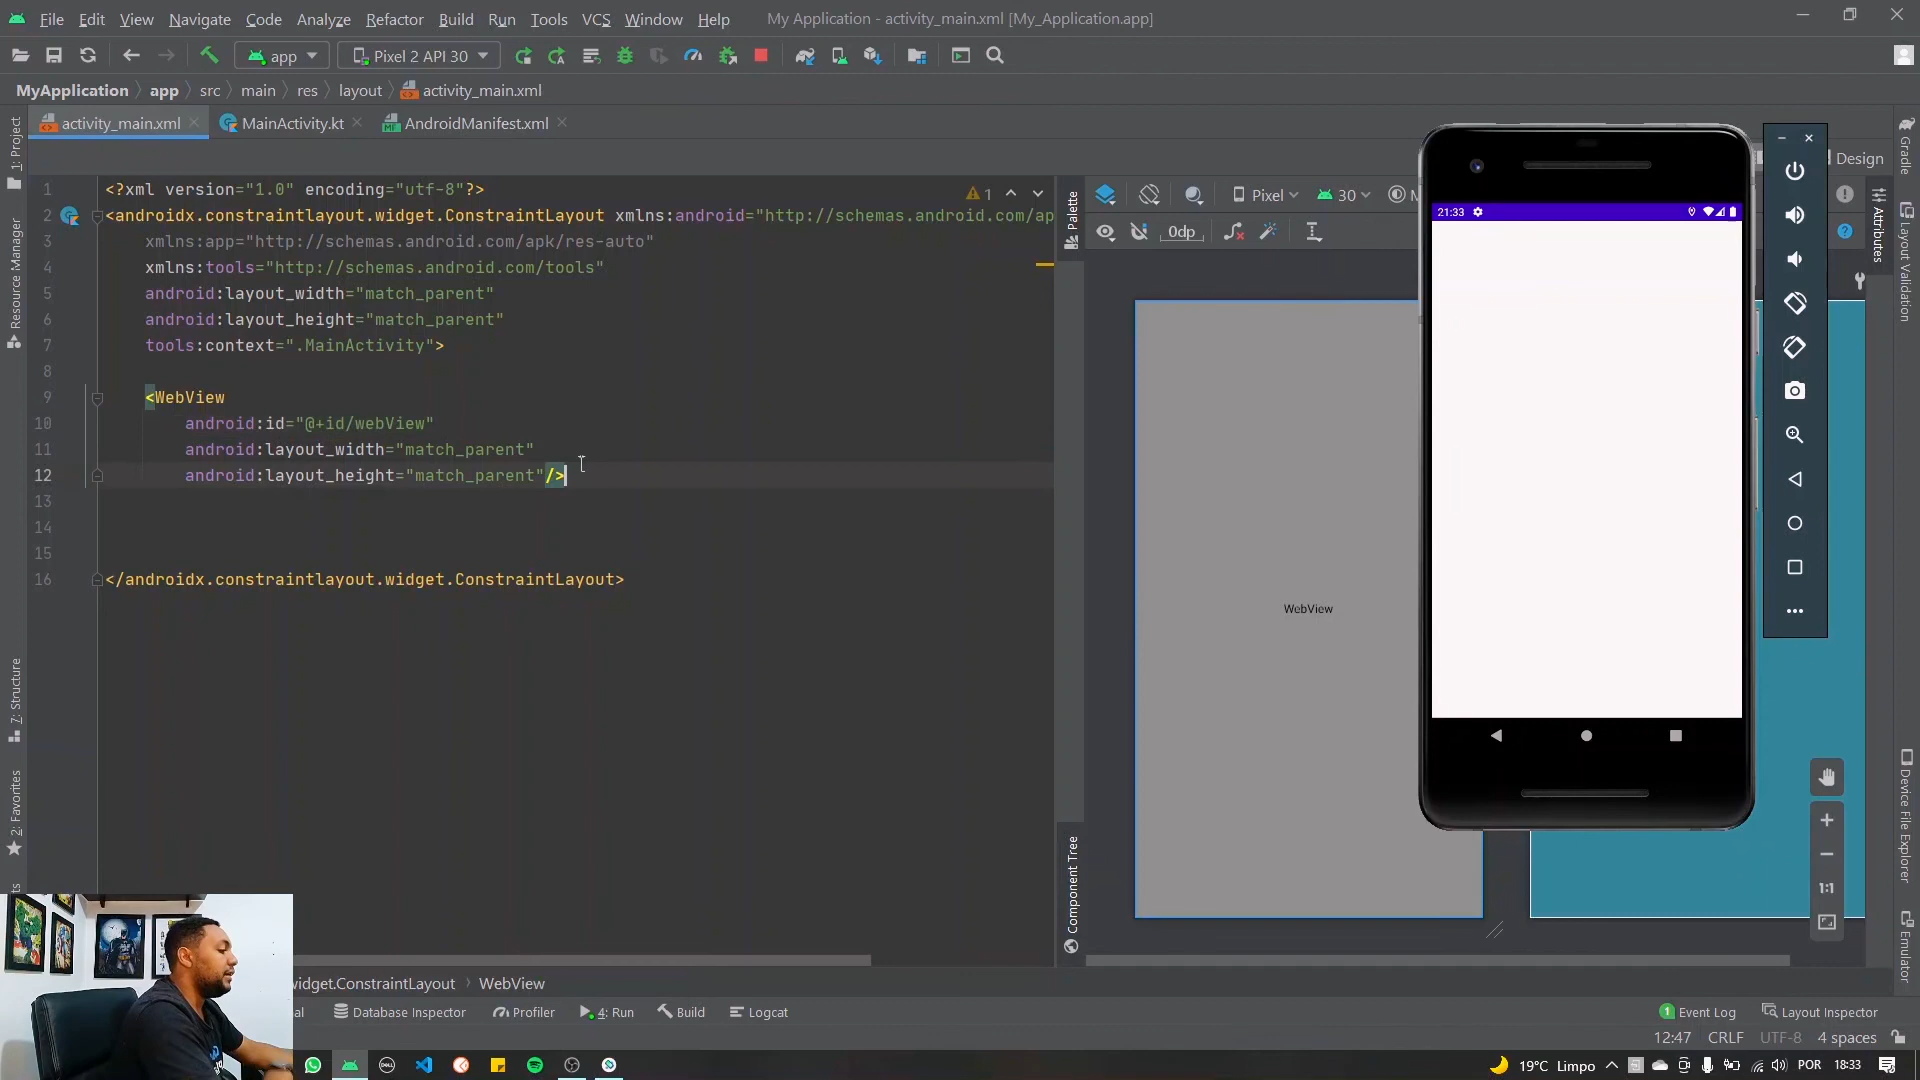 File Edit View Navigate Code Analyze Refactor Build Run Tools VCS Window Help My Application - activity_main.xml [My_Application.app]
app Pixel 2 API 30
MyApplication app src main res layout activity_main.xml
activity_main.xml MainActivity.kt AndroidManifest.xml
Design
1 <?xml version="1.0" encoding="utf-8"?>
2 <androidx.constraintlayout.widget.ConstraintLayout xmlns:android="http://schemas.android.com/ap
3 xmlns:app="http://schemas.android.com/apk/res-auto"
4 xmlns:tools="http://schemas.android.com/tools"
5 android:layout_width="match_parent"
6 android:layout_height="match_parent"
7 tools:context=".MainActivity">
8
9 <WebView
10 android:id="@+id/webView"
11 android:layout_width="match_parent"
12 android:layout_height="match_parent"/>
13
14
15
16 </androidx.constraintlayout.widget.ConstraintLayout>
1
1: Project
Resource Manager
7: Structure
2: Favorites
Palette
Pixel 30
0dp
Component Tree
WebView
21:33
Attributes
Gradle
Layout Validation
Device File Explorer
Emulator
1:1
widget.ConstraintLayout WebView
Database Inspector Profiler 4: Run Build Logcat 1 Event Log Layout Inspector
12:47 CRLF UTF-8 4 spaces
DELL 19°C Limpo POR 18:33